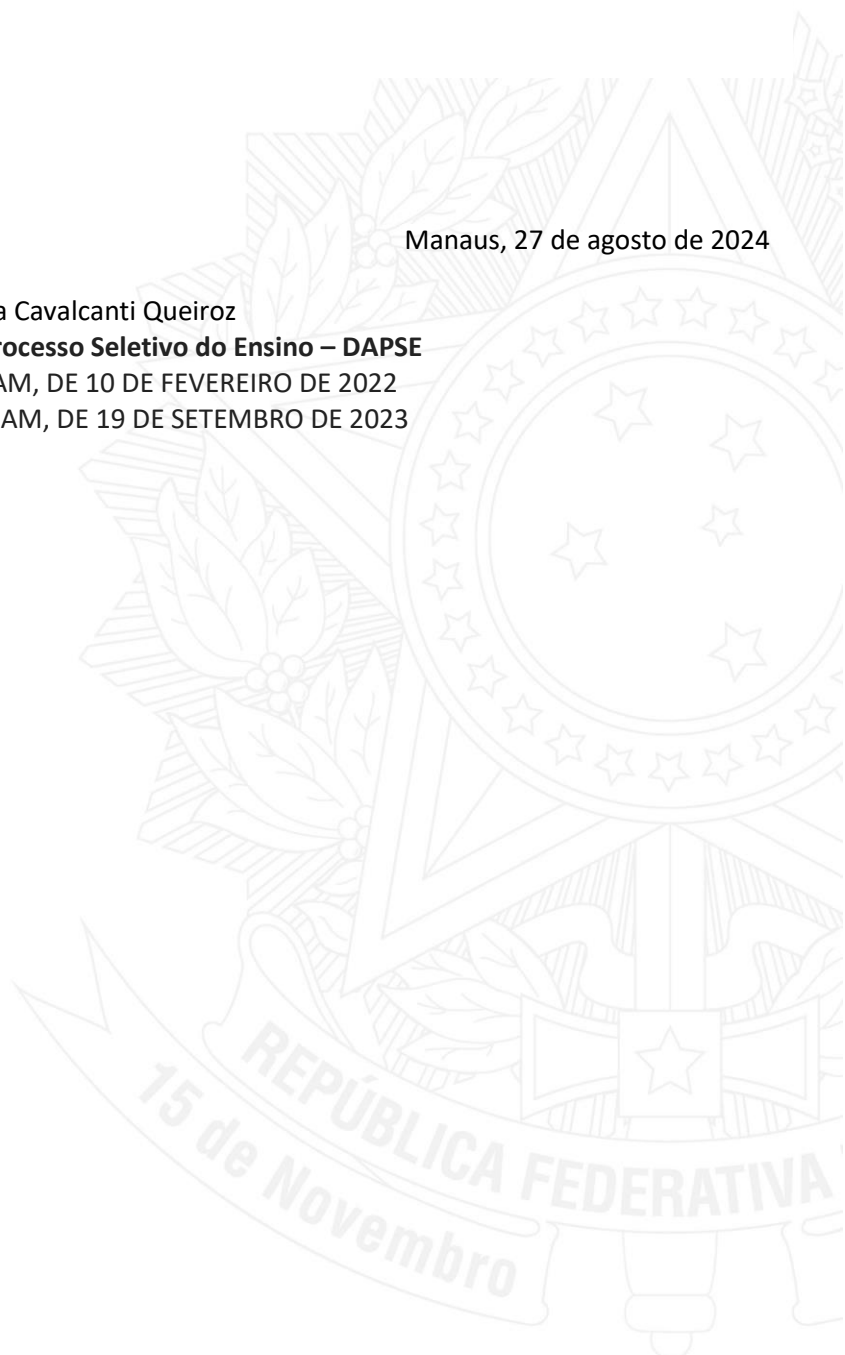 Manaus, 27 de agosto de 2024
a Cavalcanti Queiroz
rocesso Seletivo do Ensino – DAPSE
AM, DE 10 DE FEVEREIRO DE 2022
AM, DE 19 DE SETEMBRO DE 2023
REPÚBLICA FEDERATIVA
15 de Novembro